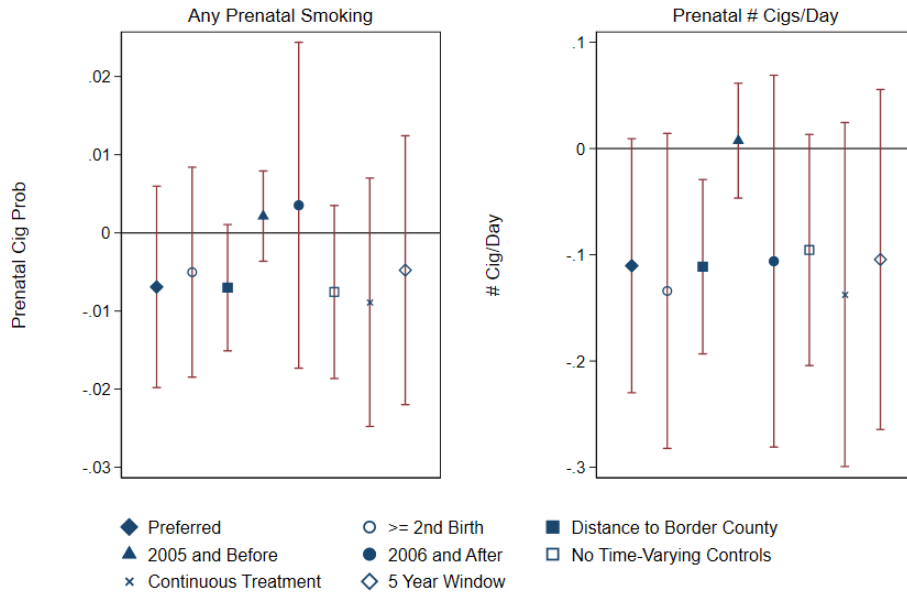 Any Prenatal Smoking
Prenatal Cig Prob
.02
.01
0
-.01
-.02
-.03
Prenatal # Cigs/Day
# Cig/Day
.1
0
-.1
-.2
-.3
Preferred
>= 2nd Birth
Distance to Border County
2005 and Before
2006 and After
No Time-Varying Controls
Continuous Treatment
5 Year Window